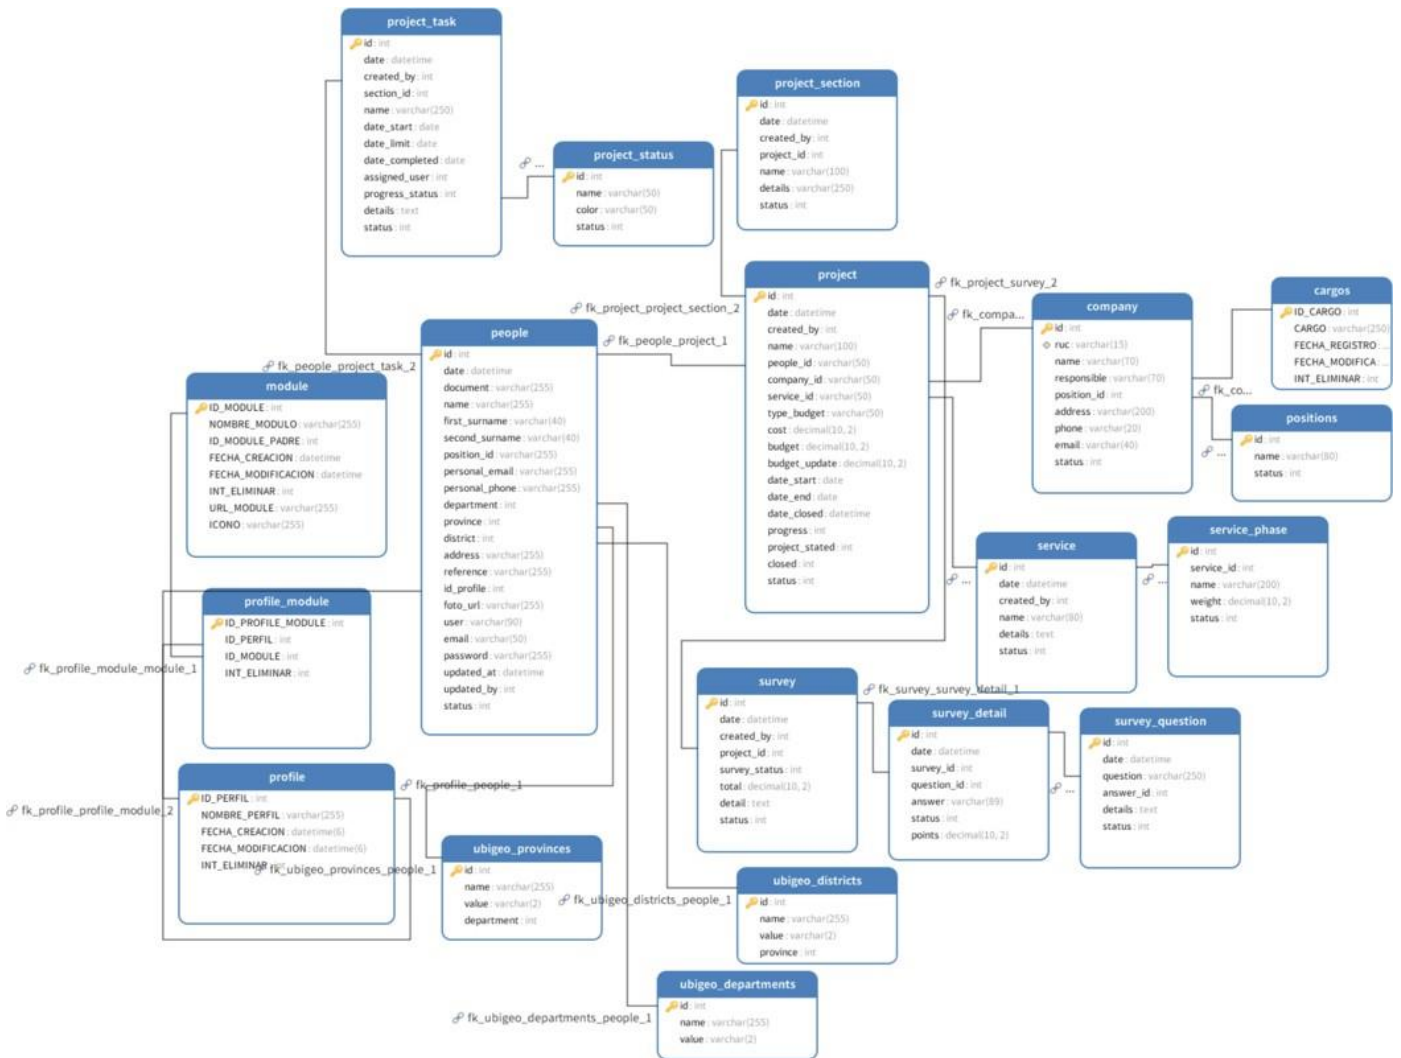 project_task
id : int
date : datetime
created_by : int
section_id : int
name : varchar(250)
date_start : date
date_limit : date
date_completed : date
assigned_user : int
progress_status : int
details : text
status : int
...
project_status
id : int
name : varchar(50)
color : varchar(50)
status : int
project_section
id : int
date : datetime
created_by : int
project_id : int
name : varchar(100)
details : varchar(250)
status : int
fk_project_project_section_2
fk_people_project_1
fk_people_project_task_2
people
id : int
date : datetime
document : varchar(255)
name : varchar(255)
first_surname : varchar(40)
second_surname : varchar(40)
position_id : varchar(255)
personal_email : varchar(255)
personal_phone : varchar(255)
department : int
province : int
district : int
address : varchar(255)
reference : varchar(255)
id_profile : int
foto_url : varchar(255)
user : varchar(90)
email : varchar(50)
password : varchar(255)
updated_at : datetime
updated_by : int
status : int
project
id : int
date : datetime
created_by : int
name : varchar(100)
people_id : varchar(50)
company_id : varchar(50)
service_id : varchar(50)
type_budget : varchar(50)
cost : decimal(10, 2)
budget : decimal(10, 2)
budget_update : decimal(10, 2)
date_start : date
date_end : date
date_closed : datetime
progress : int
project_stated : int
closed : int
status : int
fk_project_survey_2
fk_compa...
company
id : int
ruc : varchar(15)
name : varchar(70)
responsible : varchar(70)
position_id : int
address : varchar(200)
phone : varchar(20)
email : varchar(40)
status : int
cargos
ID_CARGO : int
CARGO : varchar(250)
FECHA_REGISTRO : ...
FECHA_MODIFICA : ...
INT_ELIMINAR : int
fk_co...
...
positions
id : int
name : varchar(80)
status : int
module
ID_MODULE : int
NOMBRE_MODULO : varchar(255)
ID_MODULE_PADRE : int
FECHA_CREACION : datetime
FECHA_MODIFICACION : datetime
INT_ELIMINAR : int
URL_MODULE : varchar(255)
ICONO : varchar(255)
profile_module
ID_PROFILE_MODULE : int
ID_PERFIL : int
ID_MODULE : int
INT_ELIMINAR : int
fk_profile_module_module_1
...
service
id : int
date : datetime
created_by : int
name : varchar(80)
details : text
status : int
...
service_phase
id : int
service_id : int
name : varchar(200)
weight : decimal(10, 2)
status : int
survey
id : int
date : datetime
created_by : int
project_id : int
survey_status : int
total : decimal(10, 2)
detail : text
status : int
fk_survey_survey_detail_1
survey_detail
id : int
date : datetime
survey_id : int
question_id : int
answer : varchar(89)
status : int
points : decimal(10, 2)
...
survey_question
id : int
date : datetime
question : varchar(250)
answer_id : int
details : text
status : int
profile
ID_PERFIL : int
NOMBRE_PERFIL : varchar(255)
FECHA_CREACION : datetime(6)
FECHA_MODIFICACION : datetime(6)
INT_ELIMINAR : int
fk_profile_people_1
fk_profile_profile_module_2
fk_ubigeo_provinces_people_1
ubigeo_provinces
id : int
name : varchar(255)
value : varchar(2)
department : int
fk_ubigeo_districts_people_1
ubigeo_districts
id : int
name : varchar(255)
value : varchar(2)
province : int
fk_ubigeo_departments_people_1
ubigeo_departments
id : int
name : varchar(255)
value : varchar(2)